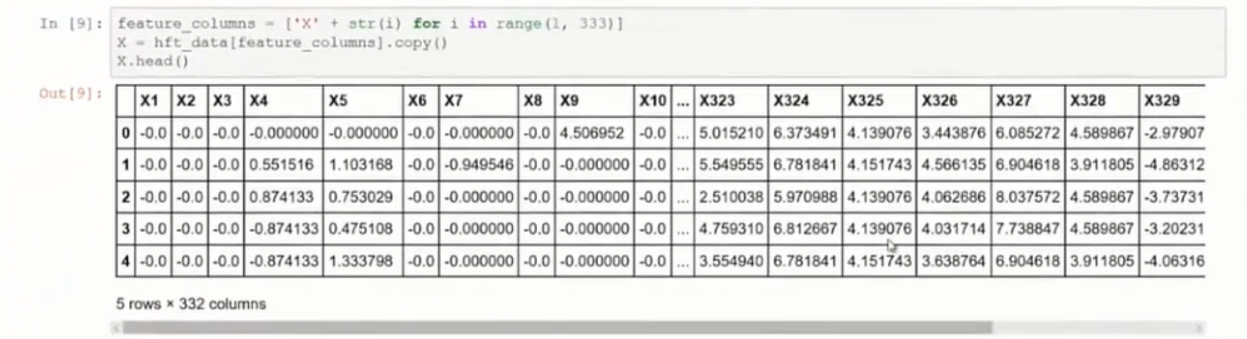 In [9]: feature_columns = ['X' + str(i) for i in range(1, 333)]
X = hft_data[feature_columns].copy()
X.head()
Out[9]:
X1 X2 X3 X4 X5 X6 X7 X8 X9 X10 ... X323 X324 X325 X326 X327 X328 X329
0 -0.0 -0.0 -0.0 -0.000000 -0.000000 -0.0 -0.000000 -0.0 4.506952 -0.0 ... 5.015210 6.373491 4.139076 3.443876 6.085272 4.589867 -2.97907
1 -0.0 -0.0 -0.0 0.551516 1.103168 -0.0 -0.949546 -0.0 -0.000000 -0.0 ... 5.549555 6.781841 4.151743 4.566135 6.904618 3.911805 -4.86312
2 -0.0 -0.0 -0.0 0.874133 0.753029 -0.0 -0.000000 -0.0 -0.000000 -0.0 ... 2.510038 5.970988 4.139076 4.062686 8.037572 4.589867 -3.73731
3 -0.0 -0.0 -0.0 -0.874133 0.475108 -0.0 -0.000000 -0.0 -0.000000 -0.0 ... 4.759310 6.812667 4.139076 4.031714 7.738847 4.589867 -3.20231
4 -0.0 -0.0 -0.0 -0.874133 1.333798 -0.0 -0.000000 -0.0 -0.000000 -0.0 ... 3.554940 6.781841 4.151743 3.638764 6.904618 3.911805 -4.06316
5 rows × 332 columns